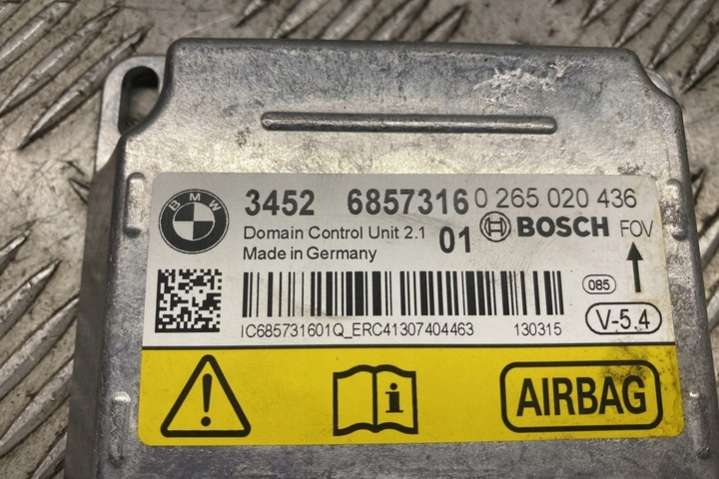 BMW
3452 6857316 0 265 020 436
Domain Control Unit 2.1 01 BOSCH FOV
Made in Germany
085
V-5.4
IC685731601Q_ERC41307404463 130315
i
AIRBAG